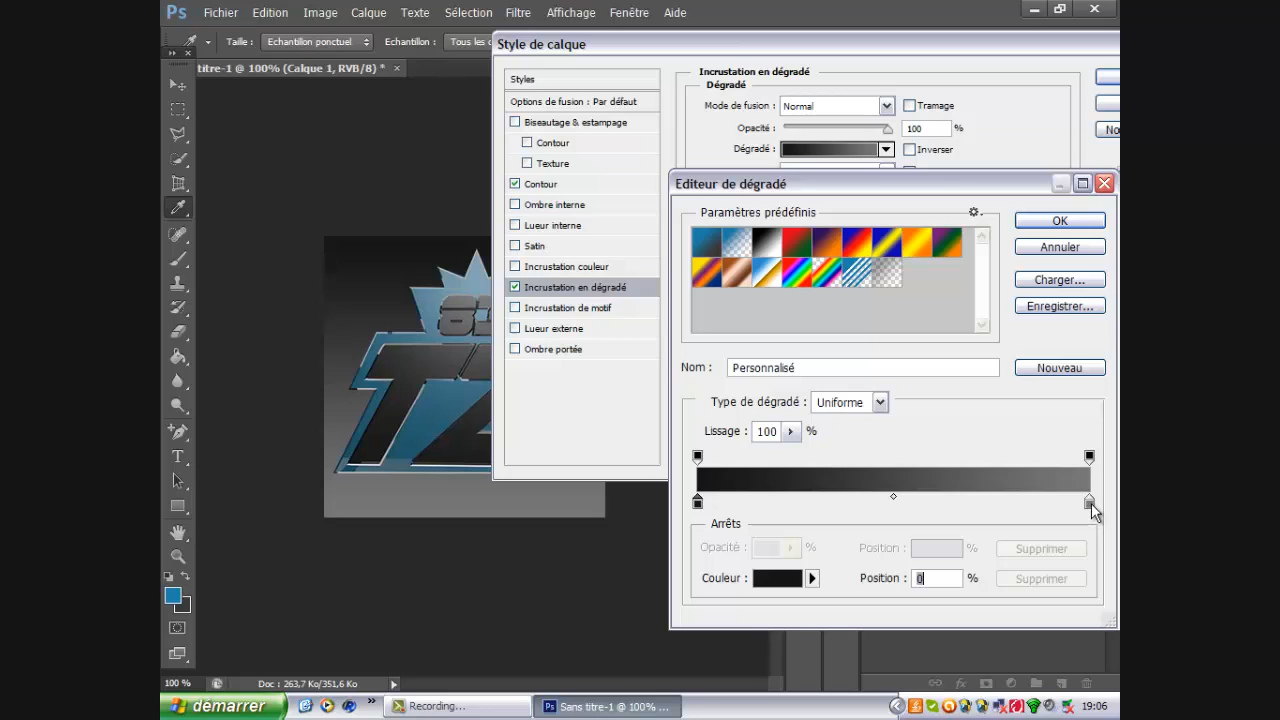 Ps Fichier Edition Image Calque Texte Sélection Filtre Affichage Fenêtre Aide
Taille : Echantillon ponctuel Echantillon : Tous les
titre-1 @ 100% (Calque 1, RVB/8) * ×
Style de calque
Styles
Options de fusion : Par défaut
Biseautage & estampage
Contour
Texture
Contour
Ombre interne
Lueur interne
Satin
Incrustation couleur
Incrustation en dégradé
Incrustation de motif
Lueur externe
Ombre portée
Incrustation en dégradé
Dégradé
Mode de fusion : Normal Tramage
Opacité : 100 %
Dégradé : Inverser
No
Editeur de dégradé
Paramètres prédéfinis
OK
Annuler
Charger...
Enregistrer...
Nom : Personnalisé Nouveau
Type de dégradé : Uniforme
Lissage : 100 %
Arrêts
Opacité : % Position : % Supprimer
Couleur : Position : 0 % Supprimer
100 % Doc : 263,7 Ko/351,6 Ko
démarrer Recording... Ps Sans titre-1 @ 100% ... 19:06